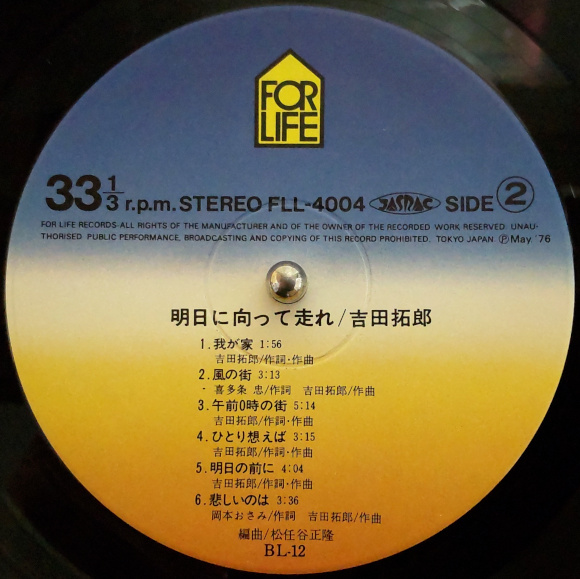 FOR
LIFE
33 1/3 r.p.m. STEREO FLL-4004 JASRAC SIDE 2
FOR LIFE RECORDS·ALL RIGHTS OF THE MANUFACTURER AND OF THE OWNER OF THE RECORDED WORK RESERVED. UNAU-
THORISED PUBLIC PERFORMANCE, BROADCASTING AND COPYING OF THIS RECORD PROHIBITED. TOKYO JAPAN ℗May '76
明日に向って走れ/吉田拓郎
1.我が家 1:56
吉田拓郎/作詞・作曲
2.風の街 3:13
喜多条 忠/作詞 吉田拓郎/作曲
3.午前0時の街 5:14
吉田拓郎/作詞・作曲
4.ひとり想えば 3:15
吉田拓郎/作詞・作曲
5.明日の前に 4:04
吉田拓郎/作詞・作曲
6.悲しいのは 3:36
岡本おさみ/作詞 吉田拓郎/作曲
編曲/松任谷正隆
BL-12